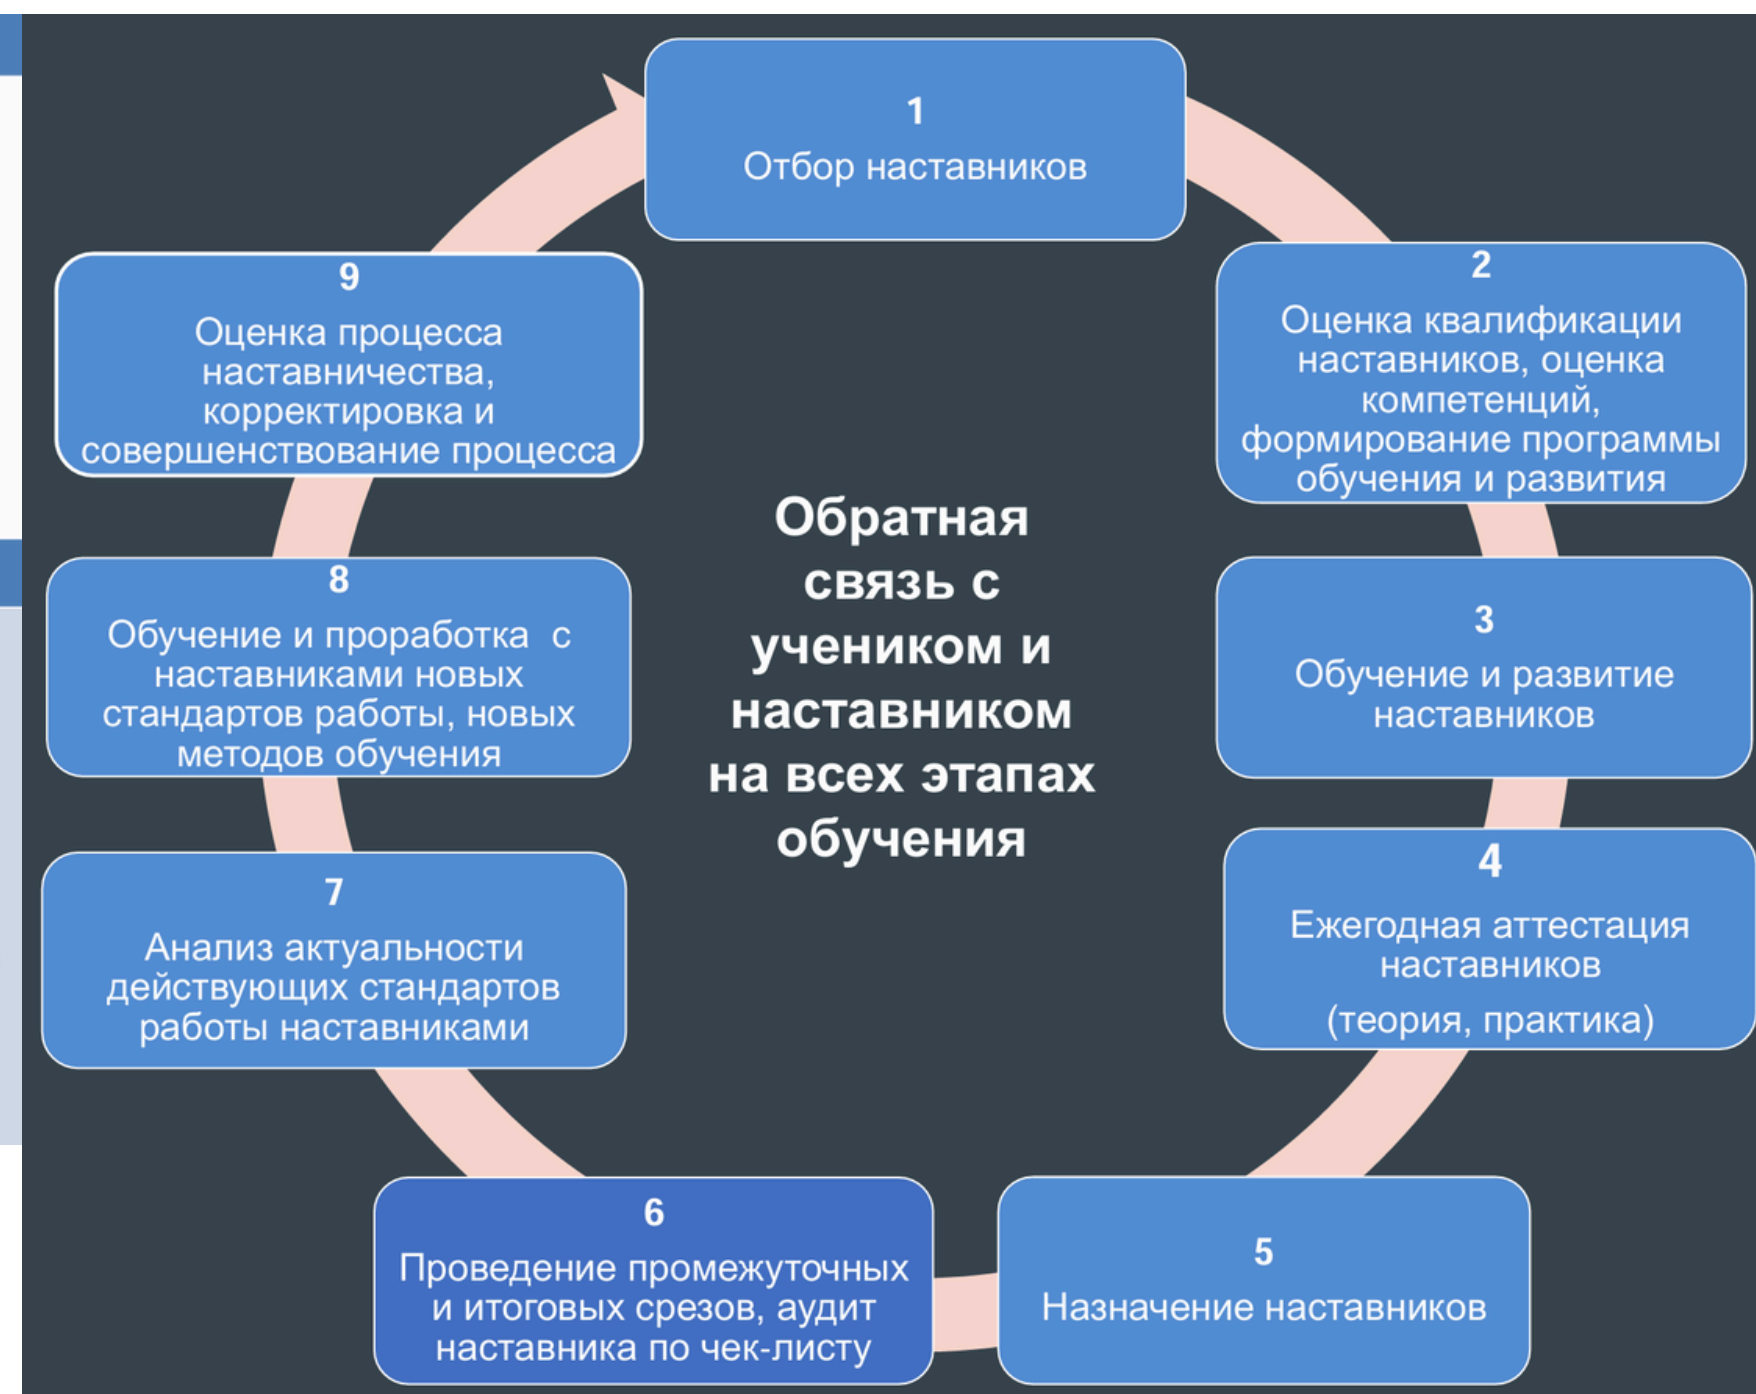 1
Отбор наставников
2
Оценка квалификации
наставников, оценка
компетенций,
формирование программы
обучения и развития
3
Обучение и развитие
наставников
4
Ежегодная аттестация
наставников
(теория, практика)
5
Назначение наставников
6
Проведение промежуточных
и итоговых срезов, аудит
наставника по чек-листу
7
Анализ актуальности
действующих стандартов
работы наставниками
8
Обучение и проработка  с
наставниками новых
стандартов работы, новых
методов обучения
9
Оценка процесса
наставничества,
корректировка и
совершенствование процесса
Обратная
связь с
учеником и
наставником
на всех этапах
обучения